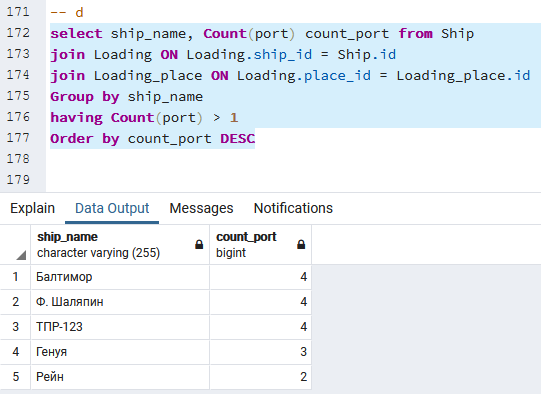 171 -- d
172 select ship_name, Count(port) count_port from Ship
173 join Loading ON Loading.ship_id = Ship.id
174 join Loading_place ON Loading.place_id = Loading_place.id
175 Group by ship_name
176 having Count(port) > 1
177 Order by count_port DESC
178
179
Explain Data Output Messages Notifications
ship_name count_port
character varying (255) bigint
1 Балтимор 4
2 Ф. Шаляпин 4
3 ТПР-123 4
4 Генуя 3
5 Рейн 2